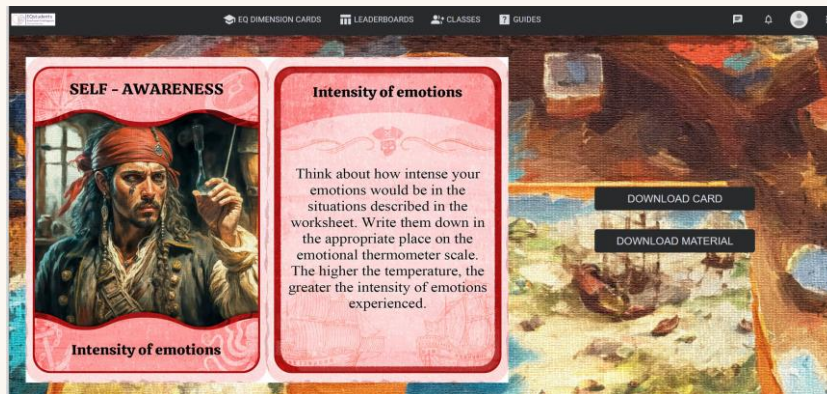 EQstudents
EQ DIMENSION CARDS
LEADERBOARDS
CLASSES
? GUIDES
SELF - AWARENESS
Intensity of emotions
Intensity of emotions
Think about how intense your
emotions would be in the
situations described in the
worksheet. Write them down in
the appropriate place on the
emotional thermometer scale.
The higher the temperature, the
greater the intensity of emotions
experienced.
DOWNLOAD CARD
DOWNLOAD MATERIAL